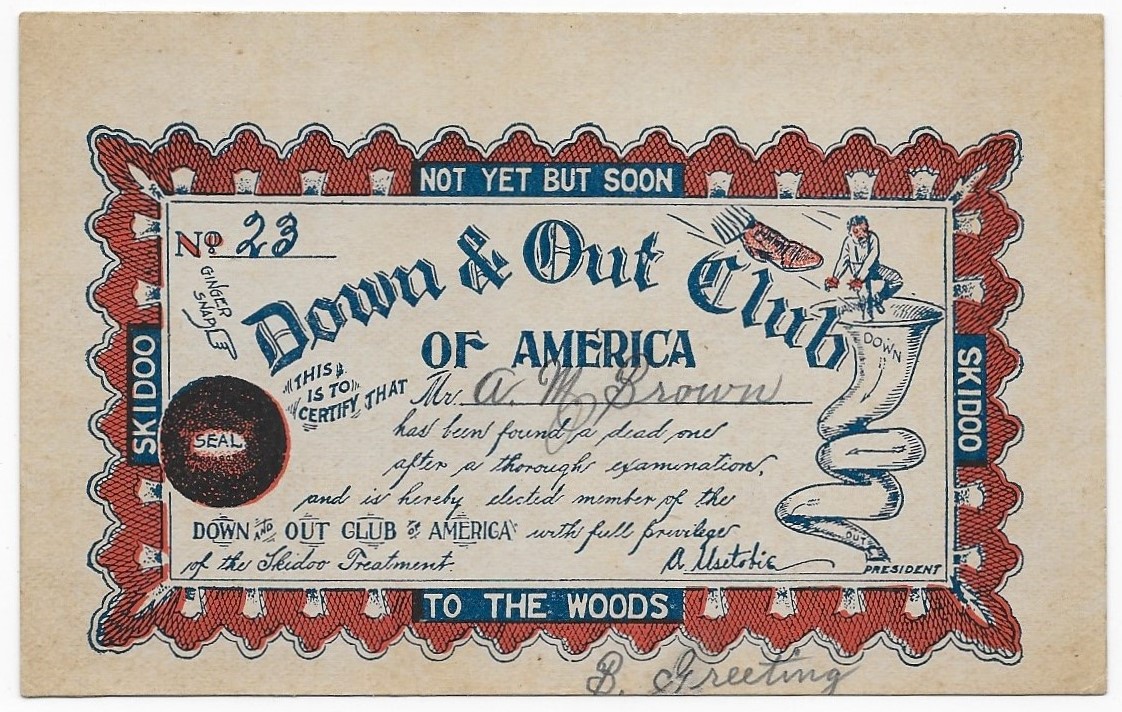 NOT YET BUT SOON
No 23
GINGER
SNAP
Down & Out Club
OF AMERICA
THIS
IS TO
CERTIFY THAT
Mr. A. M. Brown
has been found a dead one
after a thorough examination,
and is hereby elected member of the
DOWN AND OUT CLUB OF AMERICA with full privilege
of the Skidoo Treatment.
A. Usetobie
PRESIDENT
SEAL
DOWN
OUT
SKIDOO
SKIDOO
TO THE WOODS
B. Greeting